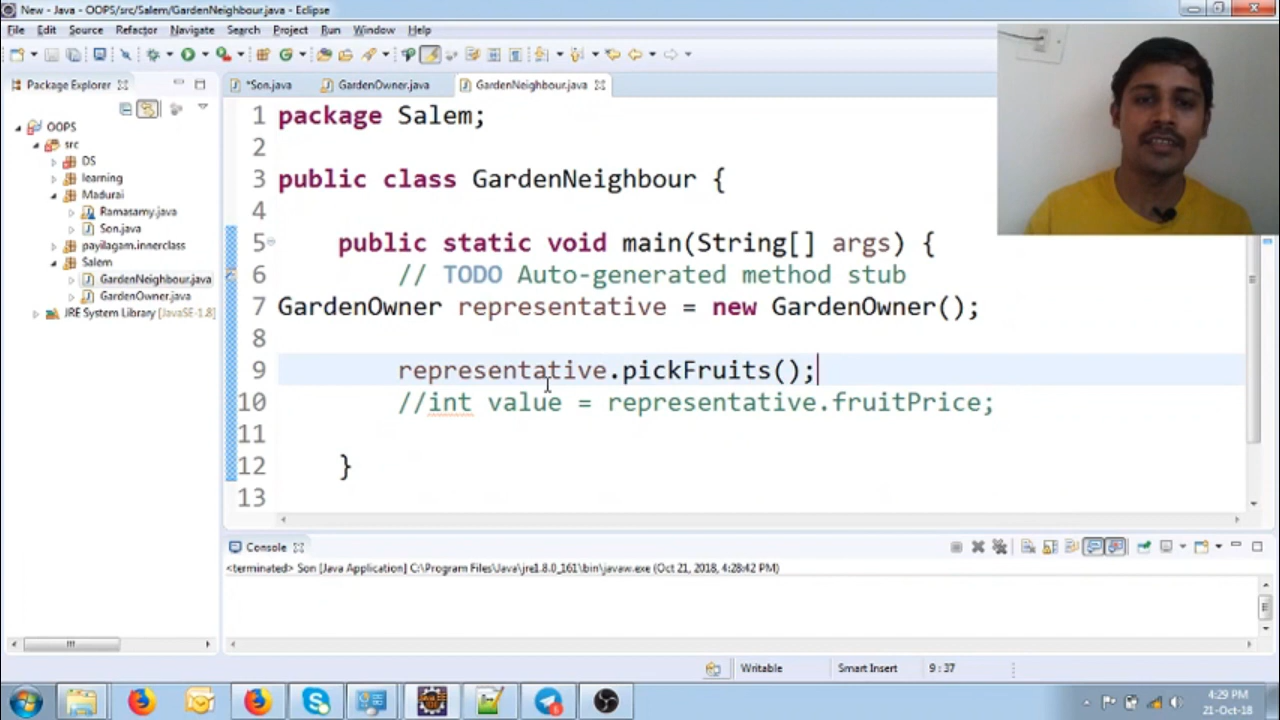 New - Java - OOPS/src/Salem/GardenNeighbour.java - Eclipse
File Edit Source Refactor Navigate Search Project Run Window Help
Package Explorer
*Son.java GardenOwner.java GardenNeighbour.java
OOPS
src
DS
learning
Madurai
Ramasamy.java
Son.java
payilagam.innerclass
Salem
GardenNeighbour.java
GardenOwner.java
JRE System Library [JavaSE-1.8]
1 package Salem;
2
3 public class GardenNeighbour {
4
5 public static void main(String[] args) {
6 // TODO Auto-generated method stub
7 GardenOwner representative = new GardenOwner();
8
9 representative.pickFruits();
10 //int value = representative.fruitPrice;
11
12 }
13
Console
<terminated> Son [Java Application] C:\Program Files\Java\jre1.8.0_161\bin\javaw.exe (Oct 21, 2018, 4:28:42 PM)
Writable Smart Insert 9 : 37
4:29 PM
21-Oct-18